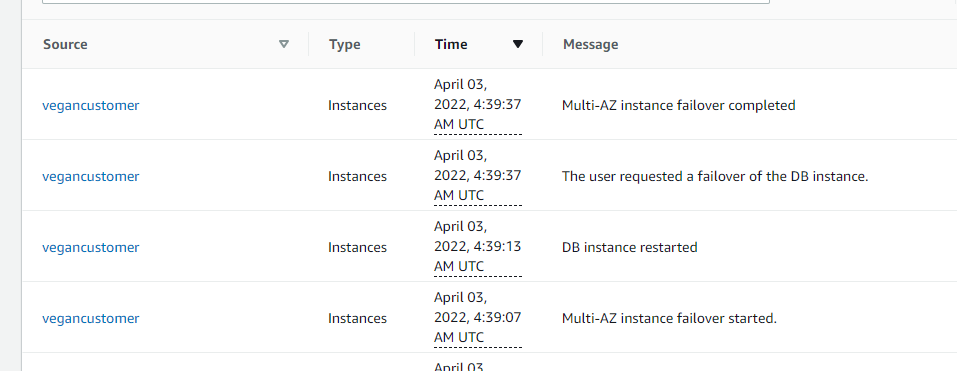 Source Type Time Message
April 03,
vegancustomer Instances 2022, 4:39:37 Multi-AZ instance failover completed
AM UTC
April 03,
vegancustomer Instances 2022, 4:39:37 The user requested a failover of the DB instance.
AM UTC
April 03,
vegancustomer Instances 2022, 4:39:13 DB instance restarted
AM UTC
April 03,
vegancustomer Instances 2022, 4:39:07 Multi-AZ instance failover started.
AM UTC
April 03,